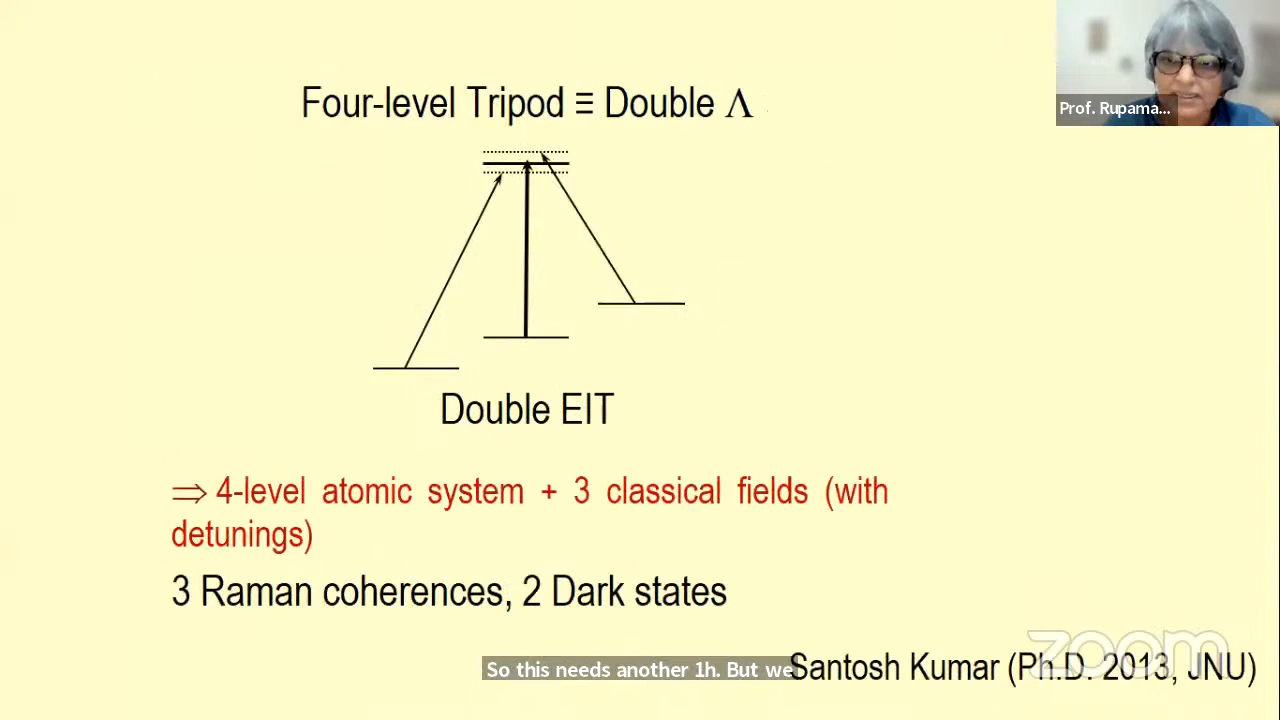 Four-level Tripod ≡ Double Λ
Prof. Rupama...
Double EIT
⇒ 4-level atomic system + 3 classical fields (with
detunings)
3 Raman coherences, 2 Dark states
zoom
So this needs another 1h. But we
Santosh Kumar (Ph.D. 2013, JNU)